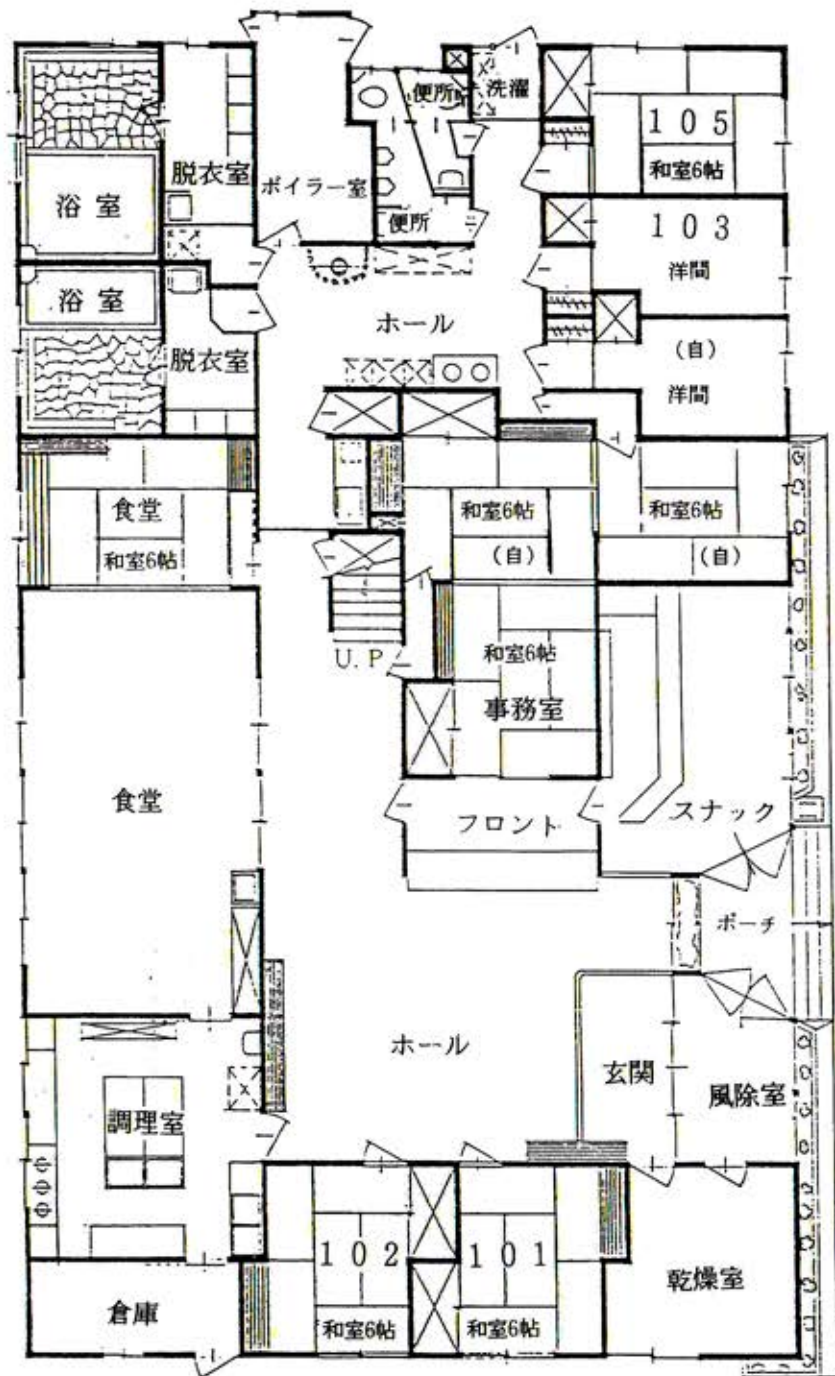 便所
洗濯
105
和室6帖
脱衣室
ボイラー室
浴室
便所
103
洋間
浴室
ホール
脱衣室
(自)
洋間
食堂
和室6帖
和室6帖
(自)
和室6帖
(自)
U.P
和室6帖
事務室
食堂
フロント
スナック
ポーチ
ホール
玄関
風除室
調理室
102
和室6帖
101
和室6帖
乾燥室
倉庫